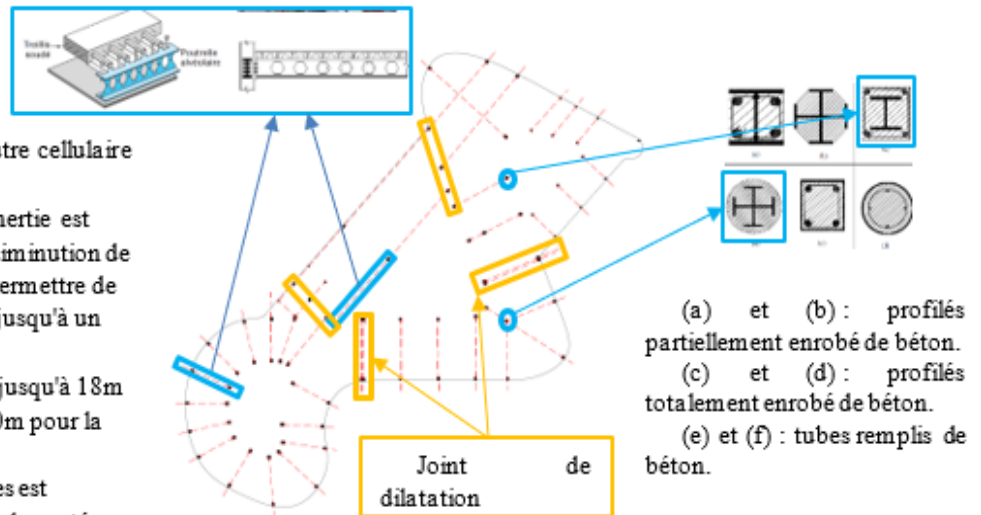 Treillis
soudé
Poutrelle
alvéolaire
tre cellulaire
nertie est
iminution de
ermettre de
jusqu'à un
jusqu'à 18m
0m pour la
es est
(a) et (b) : profilés
partiellement enrobé de béton.
(c) et (d) : profilés
totalement enrobé de béton.
(e) et (f) : tubes remplis de
béton.
Joint de
dilatation